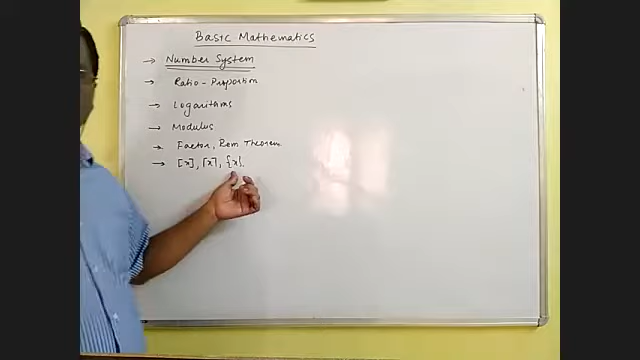 Basic Mathematics
→ Number System
→ Ratio - Proportion
→ Logarithms
→ Modulus
→ Factor, Rem Theorem
→ [x], ⌈x⌉, {x}.